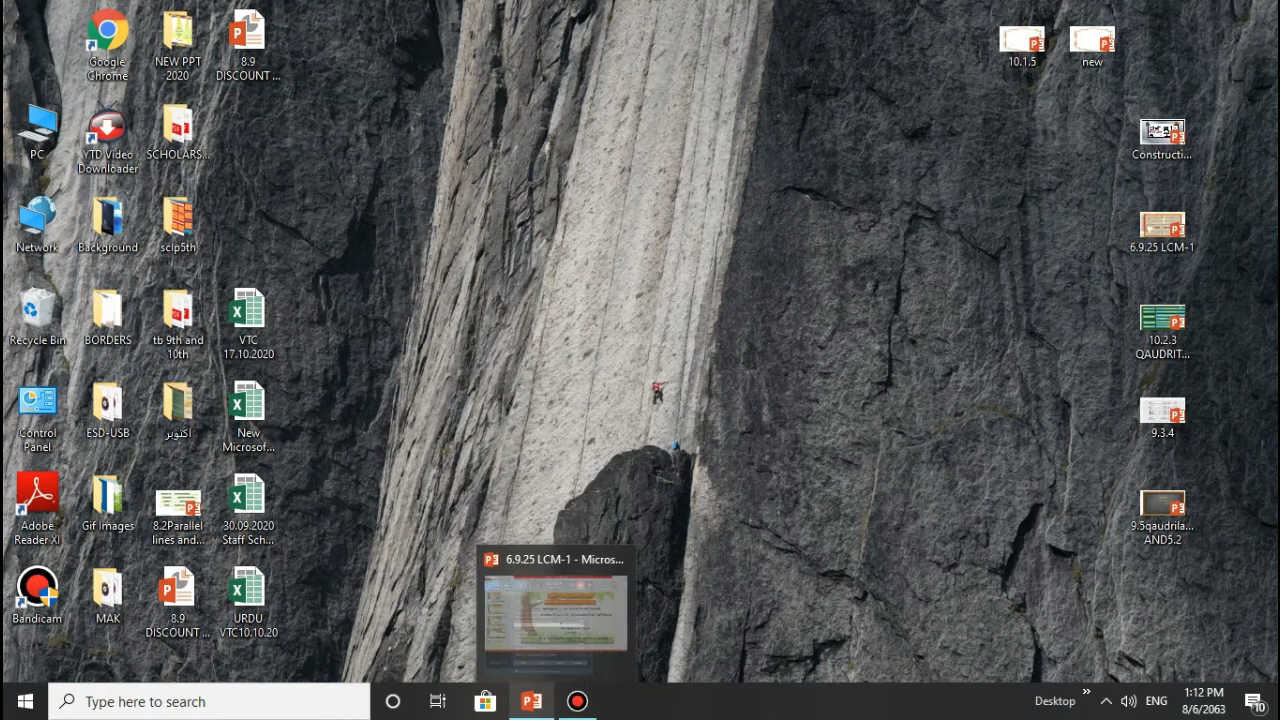 Google
Chrome
NEW PPT
2020
8.9
DISCOUNT ...
10.1.5
new
PC
YTD Video
Downloader
SCHOLARS...
Constructi...
Network
Background
sclp5th
6.9.25 LCM-1
Recycle Bin
BORDERS
tb 9th and
10th
VTC
17.10.2020
10.2.3
QAUDRIT...
Control
Panel
ESD-USB
اکتوبر
New
Microsof...
9.3.4
Adobe
Reader XI
Gif Images
8.2Parallel
lines and...
30.09.2020
Staff Sch...
9.5qaudrila...
AND5.2
6.9.25 LCM-1 - Micros...
Bandicam
MAK
8.9
DISCOUNT ...
URDU
VTC10.10.20
Type here to search
Desktop
ENG
1:12 PM
8/6/2063
10